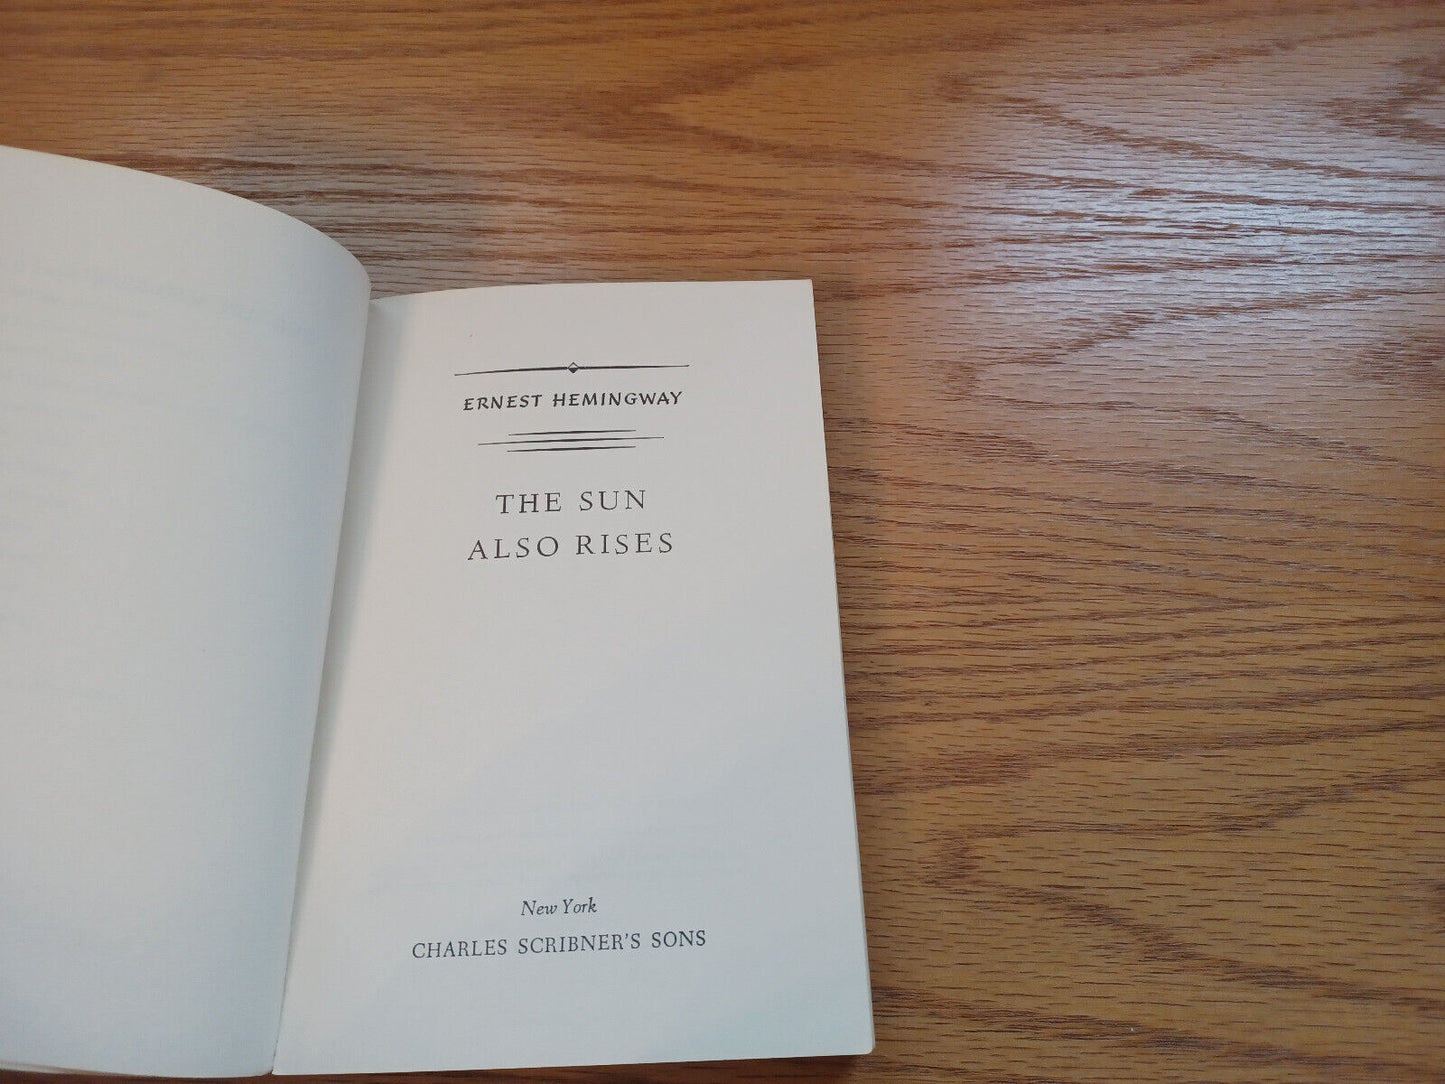 ERNEST HEMINGWAY
THE SUN
ALSO RISES
New York
CHARLES SCRIBNER'S SONS